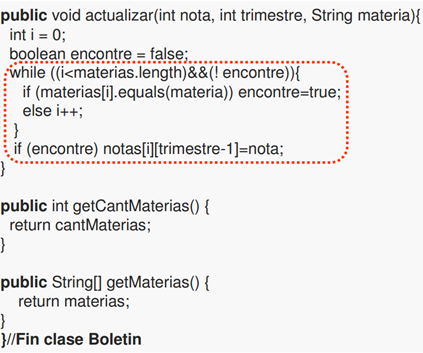 public void actualizar(int nota, int trimestre, String materia){
int i = 0;
boolean encontre = false;
while ((i<materias.length)&&(! encontre)){
if (materias[i].equals(materia)) encontre=true;
else i++;
}
if (encontre) notas[i][trimestre-1]=nota;
}
public int getCantMaterias() {
return cantMaterias;
}
public String[] getMaterias() {
return materias;
}
}//Fin clase Boletin